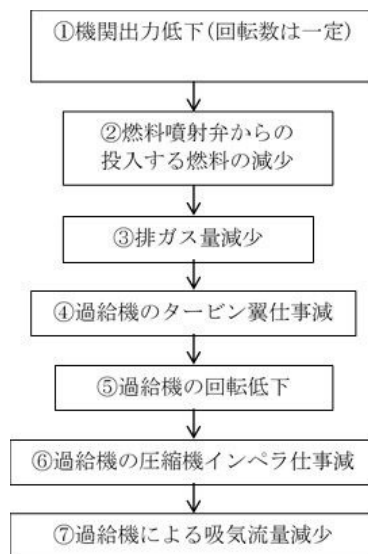 ①機関出力低下(回転数は一定)
②燃料噴射弁からの
投入する燃料の減少
③排ガス量減少
④過給機のタービン翼仕事減
⑤過給機の回転低下
⑥過給機の圧縮機インペラ仕事減
⑦過給機による吸気流量減少